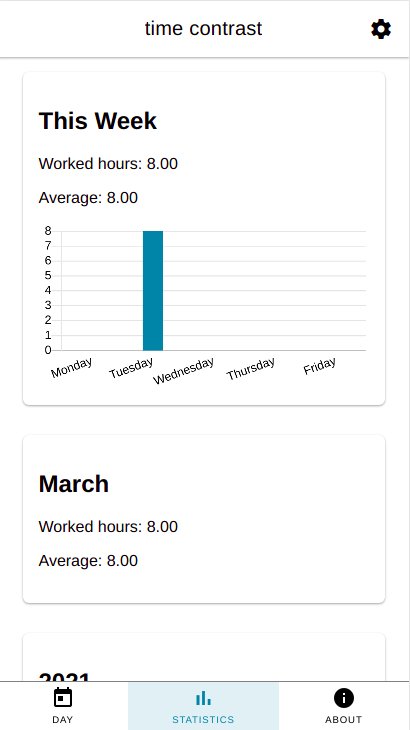 time contrast
This Week
Worked hours: 8.00
Average: 8.00
8
7
6
5
4
3
2
1
0
Monday Tuesday Wednesday Thursday Friday
March
Worked hours: 8.00
Average: 8.00
2021
DAY STATISTICS ABOUT